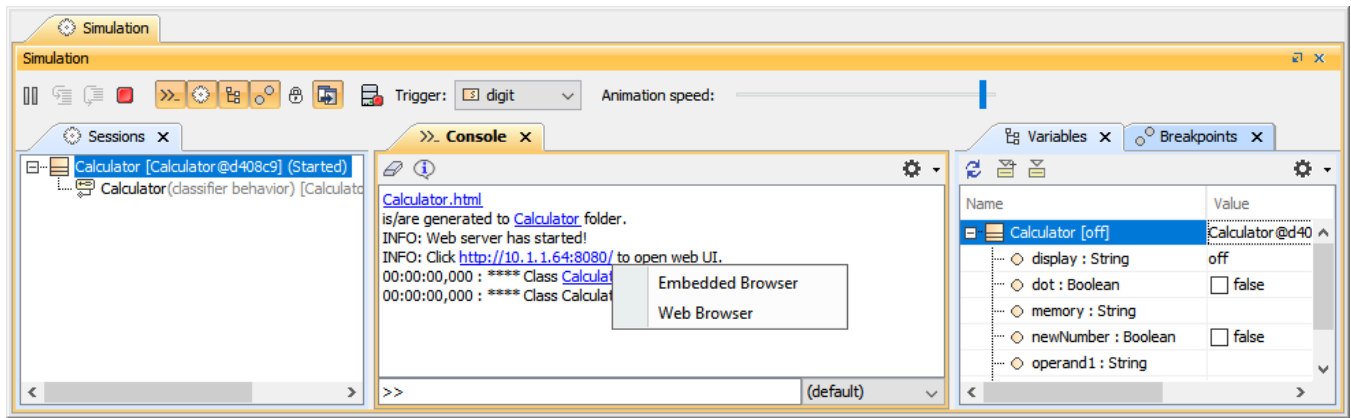 Simulation
Simulation
Trigger: digit Animation speed:
Sessions
Calculator [Calculator@d408c9] (Started)
Calculator(classifier behavior) [Calculato
>>_ Console
Calculator.html
is/are generated to Calculator folder.
INFO: Web server has started!
INFO: Click http://10.1.1.64:8080/ to open web UI.
00:00:00,000 : **** Class Calculat
00:00:00,000 : **** Class Calculat
Embedded Browser
Web Browser
>> (default)
Variables Breakpoints
Name Value
Calculator [off] Calculator@d40
display : String off
dot : Boolean false
memory : String
newNumber : Boolean false
operand1 : String